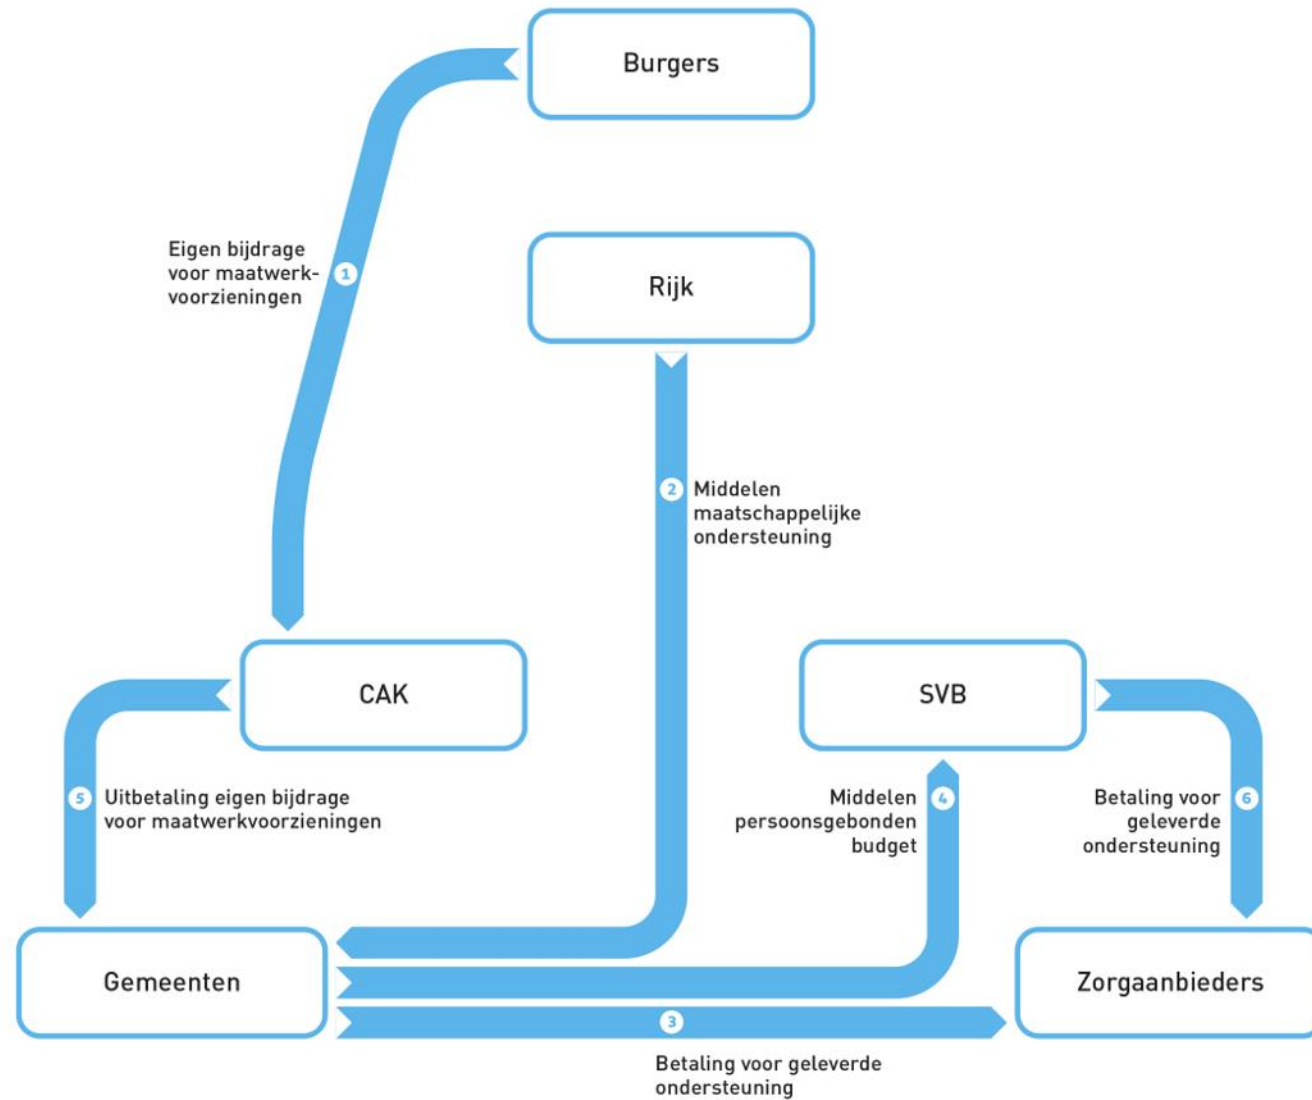 Burgers
Eigen bijdrage
voor maatwerk-
voorzieningen
1
Rijk
2
Middelen
maatschappelijke
ondersteuning
CAK
SVB
5
Uitbetaling eigen bijdrage
voor maatwerkvoorzieningen
Middelen
persoonsgebonden
budget
4
Betaling voor
geleverde
ondersteuning
6
Gemeenten
Zorgaanbieders
3
Betaling voor geleverde
ondersteuning